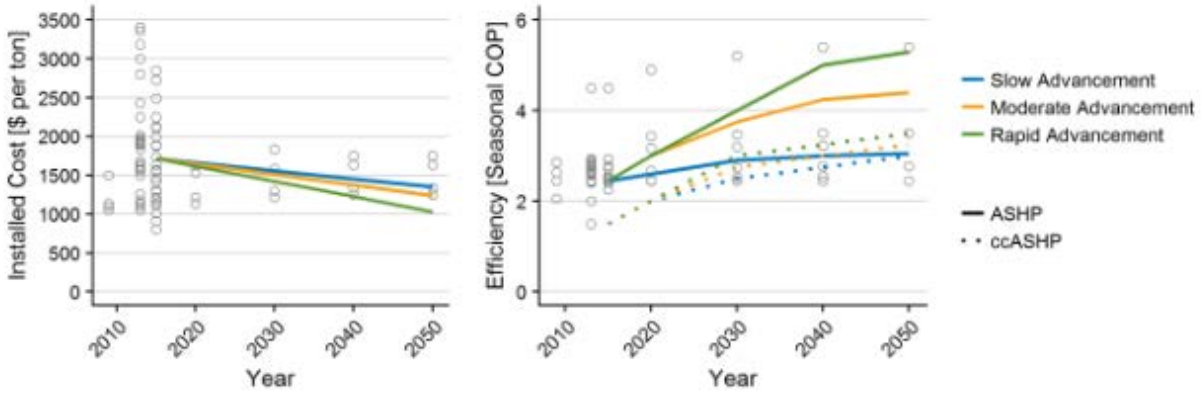 Installed Cost [$ per ton]
3500
3000
2500
2000
1500
1000
500
0
2010
2020
2030
2040
2050
Year
Efficiency [Seasonal COP]
6
4
2
0
2010
2020
2030
2040
2050
Year
Slow Advancement
Moderate Advancement
Rapid Advancement
ASHP
ccASHP